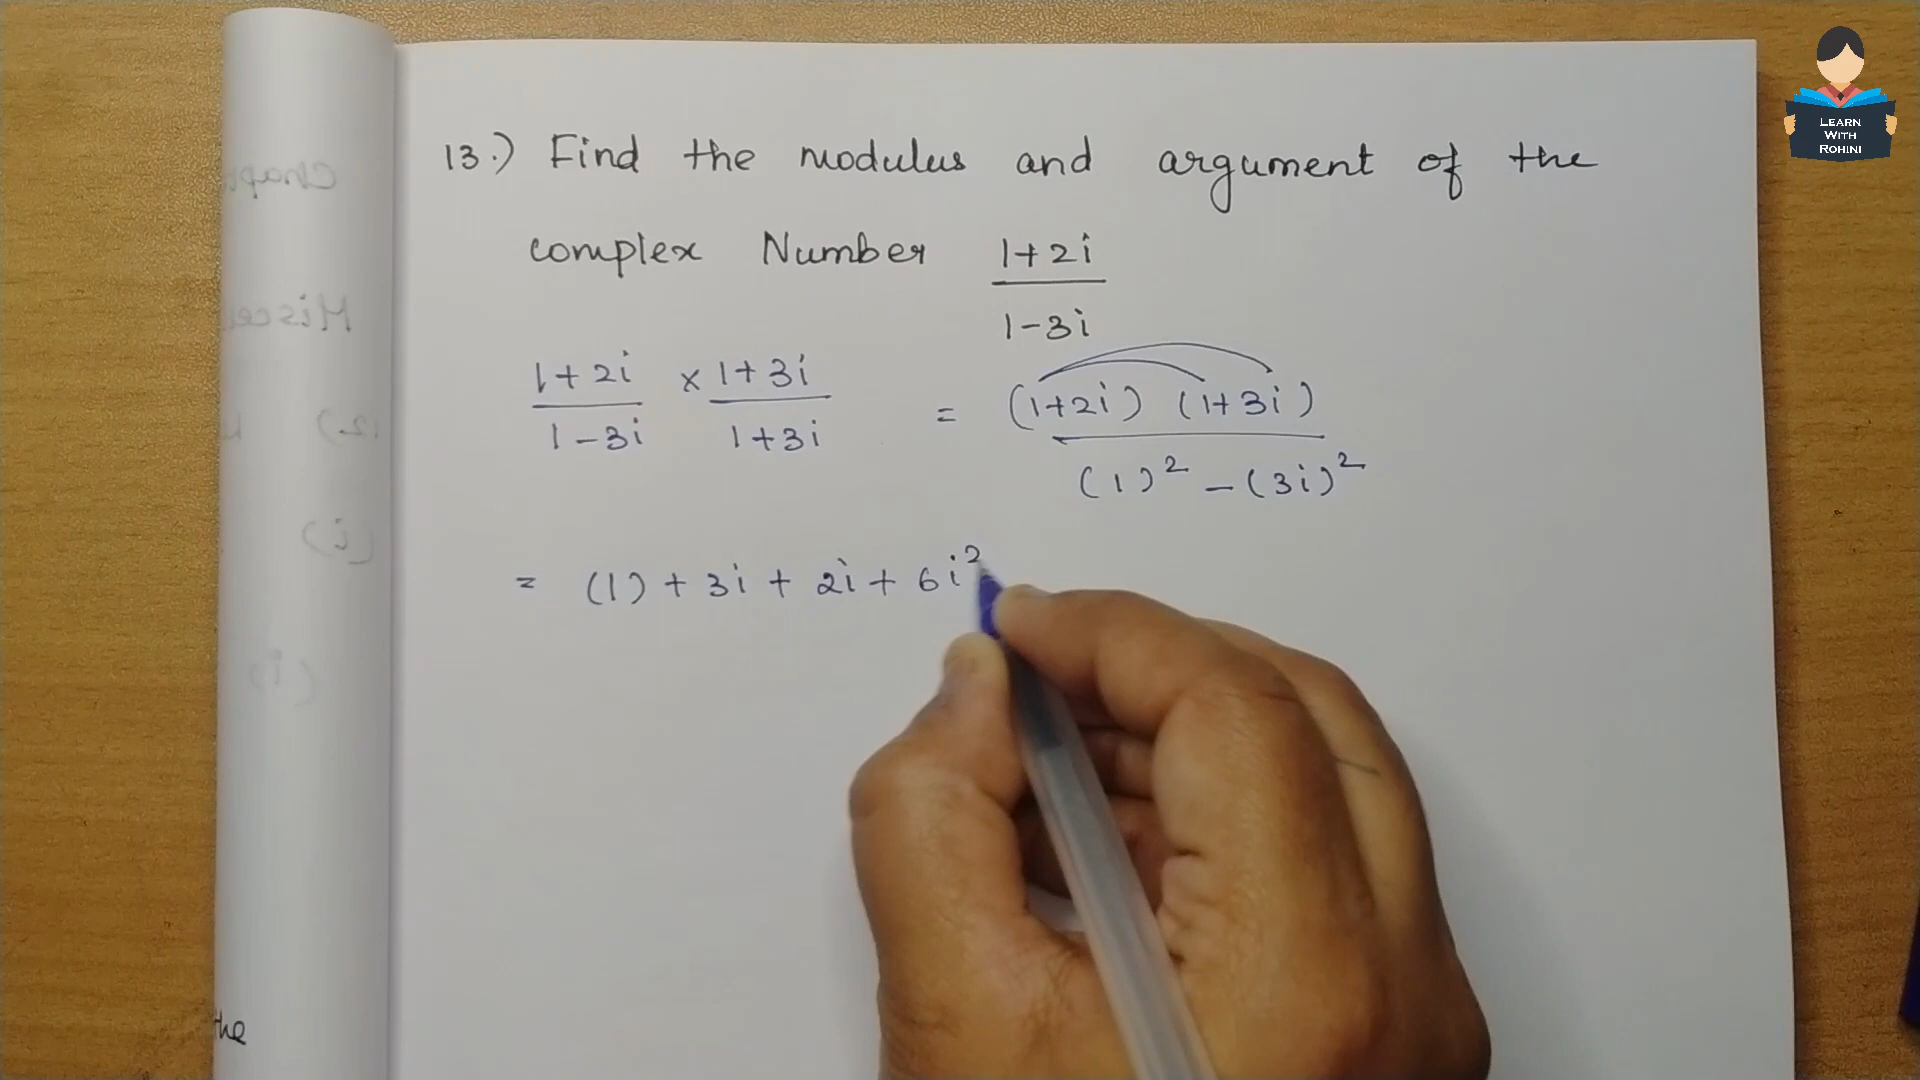 LEARN
WITH
ROHINI
13.) Find the modulus and argument of the
complex Number (1+2i)/(1-3i)
(1+2i)/(1-3i) × (1+3i)/(1+3i) = (1+2i) (1+3i) / (1)² - (3i)²
= (1) + 3i + 2i + 6i²
the